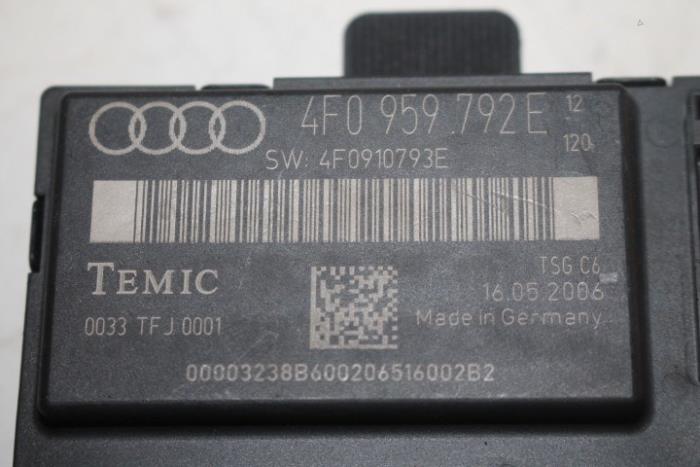 4F0 959 792 E 12
120
SW: 4F0910793E
TEMIC
TSG C6
16.05.2006
0033 TFJ 0001
Made in Germany
00003238B600206516002B2